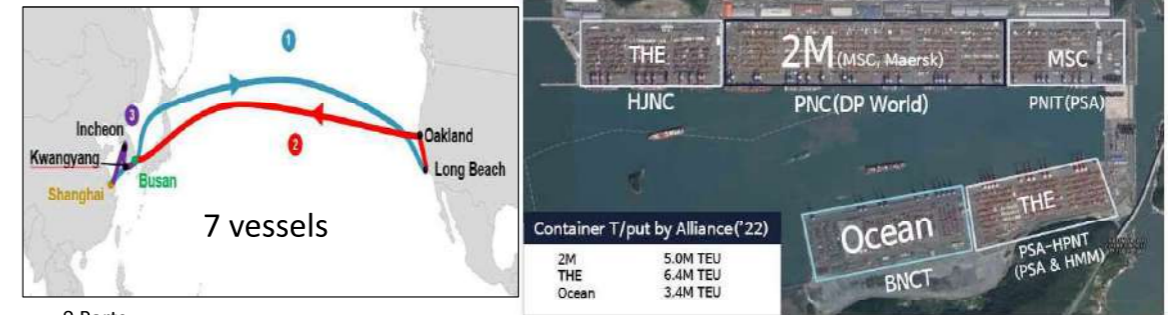 1
3
Incheon
2
Oakland
Kwangyang
Long Beach
Shanghai
Busan
7 vessels
THE
2M (MSC, Maersk)
MSC
HJNC
PNC(DP World)
PNIT(PSA)
Ocean
THE
BNCT
PSA-HPNT
(PSA & HMM)
Container T/put by Alliance('22)
2M 5.0M TEU
THE 6.4M TEU
Ocean 3.4M TEU